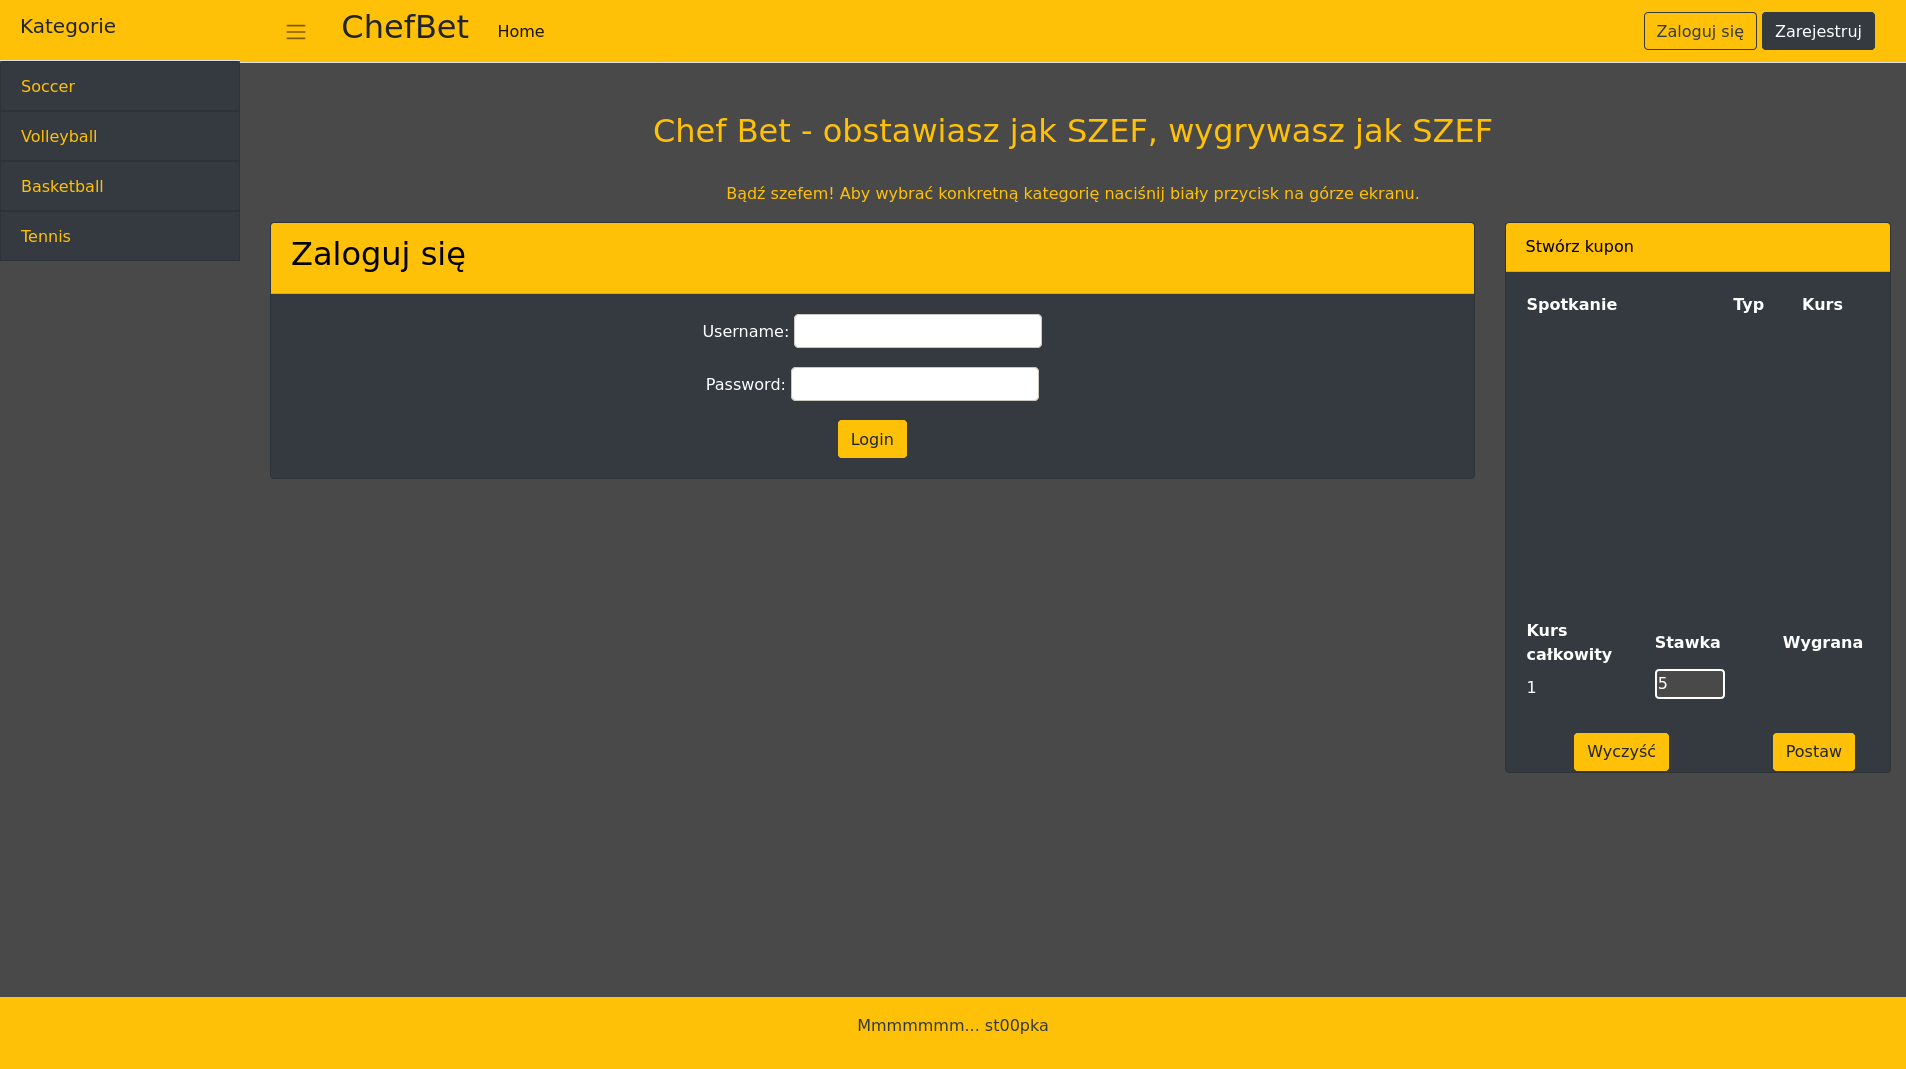 Kategorie
ChefBet
Home
Zaloguj się
Zarejestruj
Soccer
Volleyball
Basketball
Tennis
Chef Bet - obstawiasz jak SZEF, wygrywasz jak SZEF
Bądź szefem! Aby wybrać konkretną kategorię naciśnij biały przycisk na górze ekranu.
Zaloguj się
Username:
Password:
Login
Stwórz kupon
Spotkanie Typ Kurs
Kurs
całkowity
Stawka
Wygrana
1
5
Wyczyść
Postaw
Mmmmmmm... st00pka